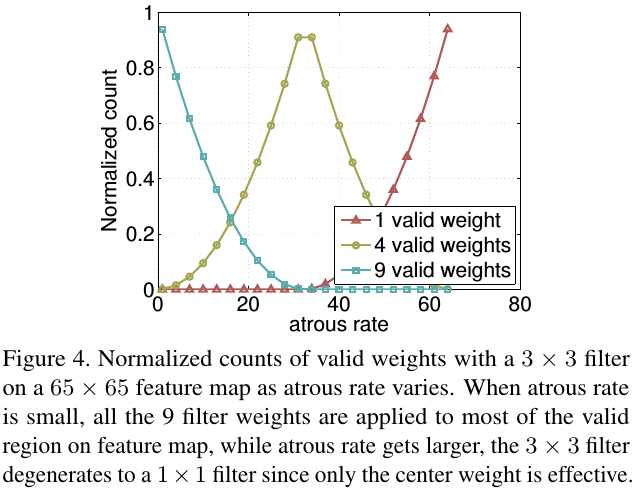 1
0.8
0.6
0.4
0.2
0
0 20 40 60 80
Normalized count
atrous rate
1 valid weight
4 valid weights
9 valid weights
Figure 4. Normalized counts of valid weights with a 3 × 3 filter
on a 65 × 65 feature map as atrous rate varies. When atrous rate
is small, all the 9 filter weights are applied to most of the valid
region on feature map, while atrous rate gets larger, the 3 × 3 filter
degenerates to a 1×1 filter since only the center weight is effective.